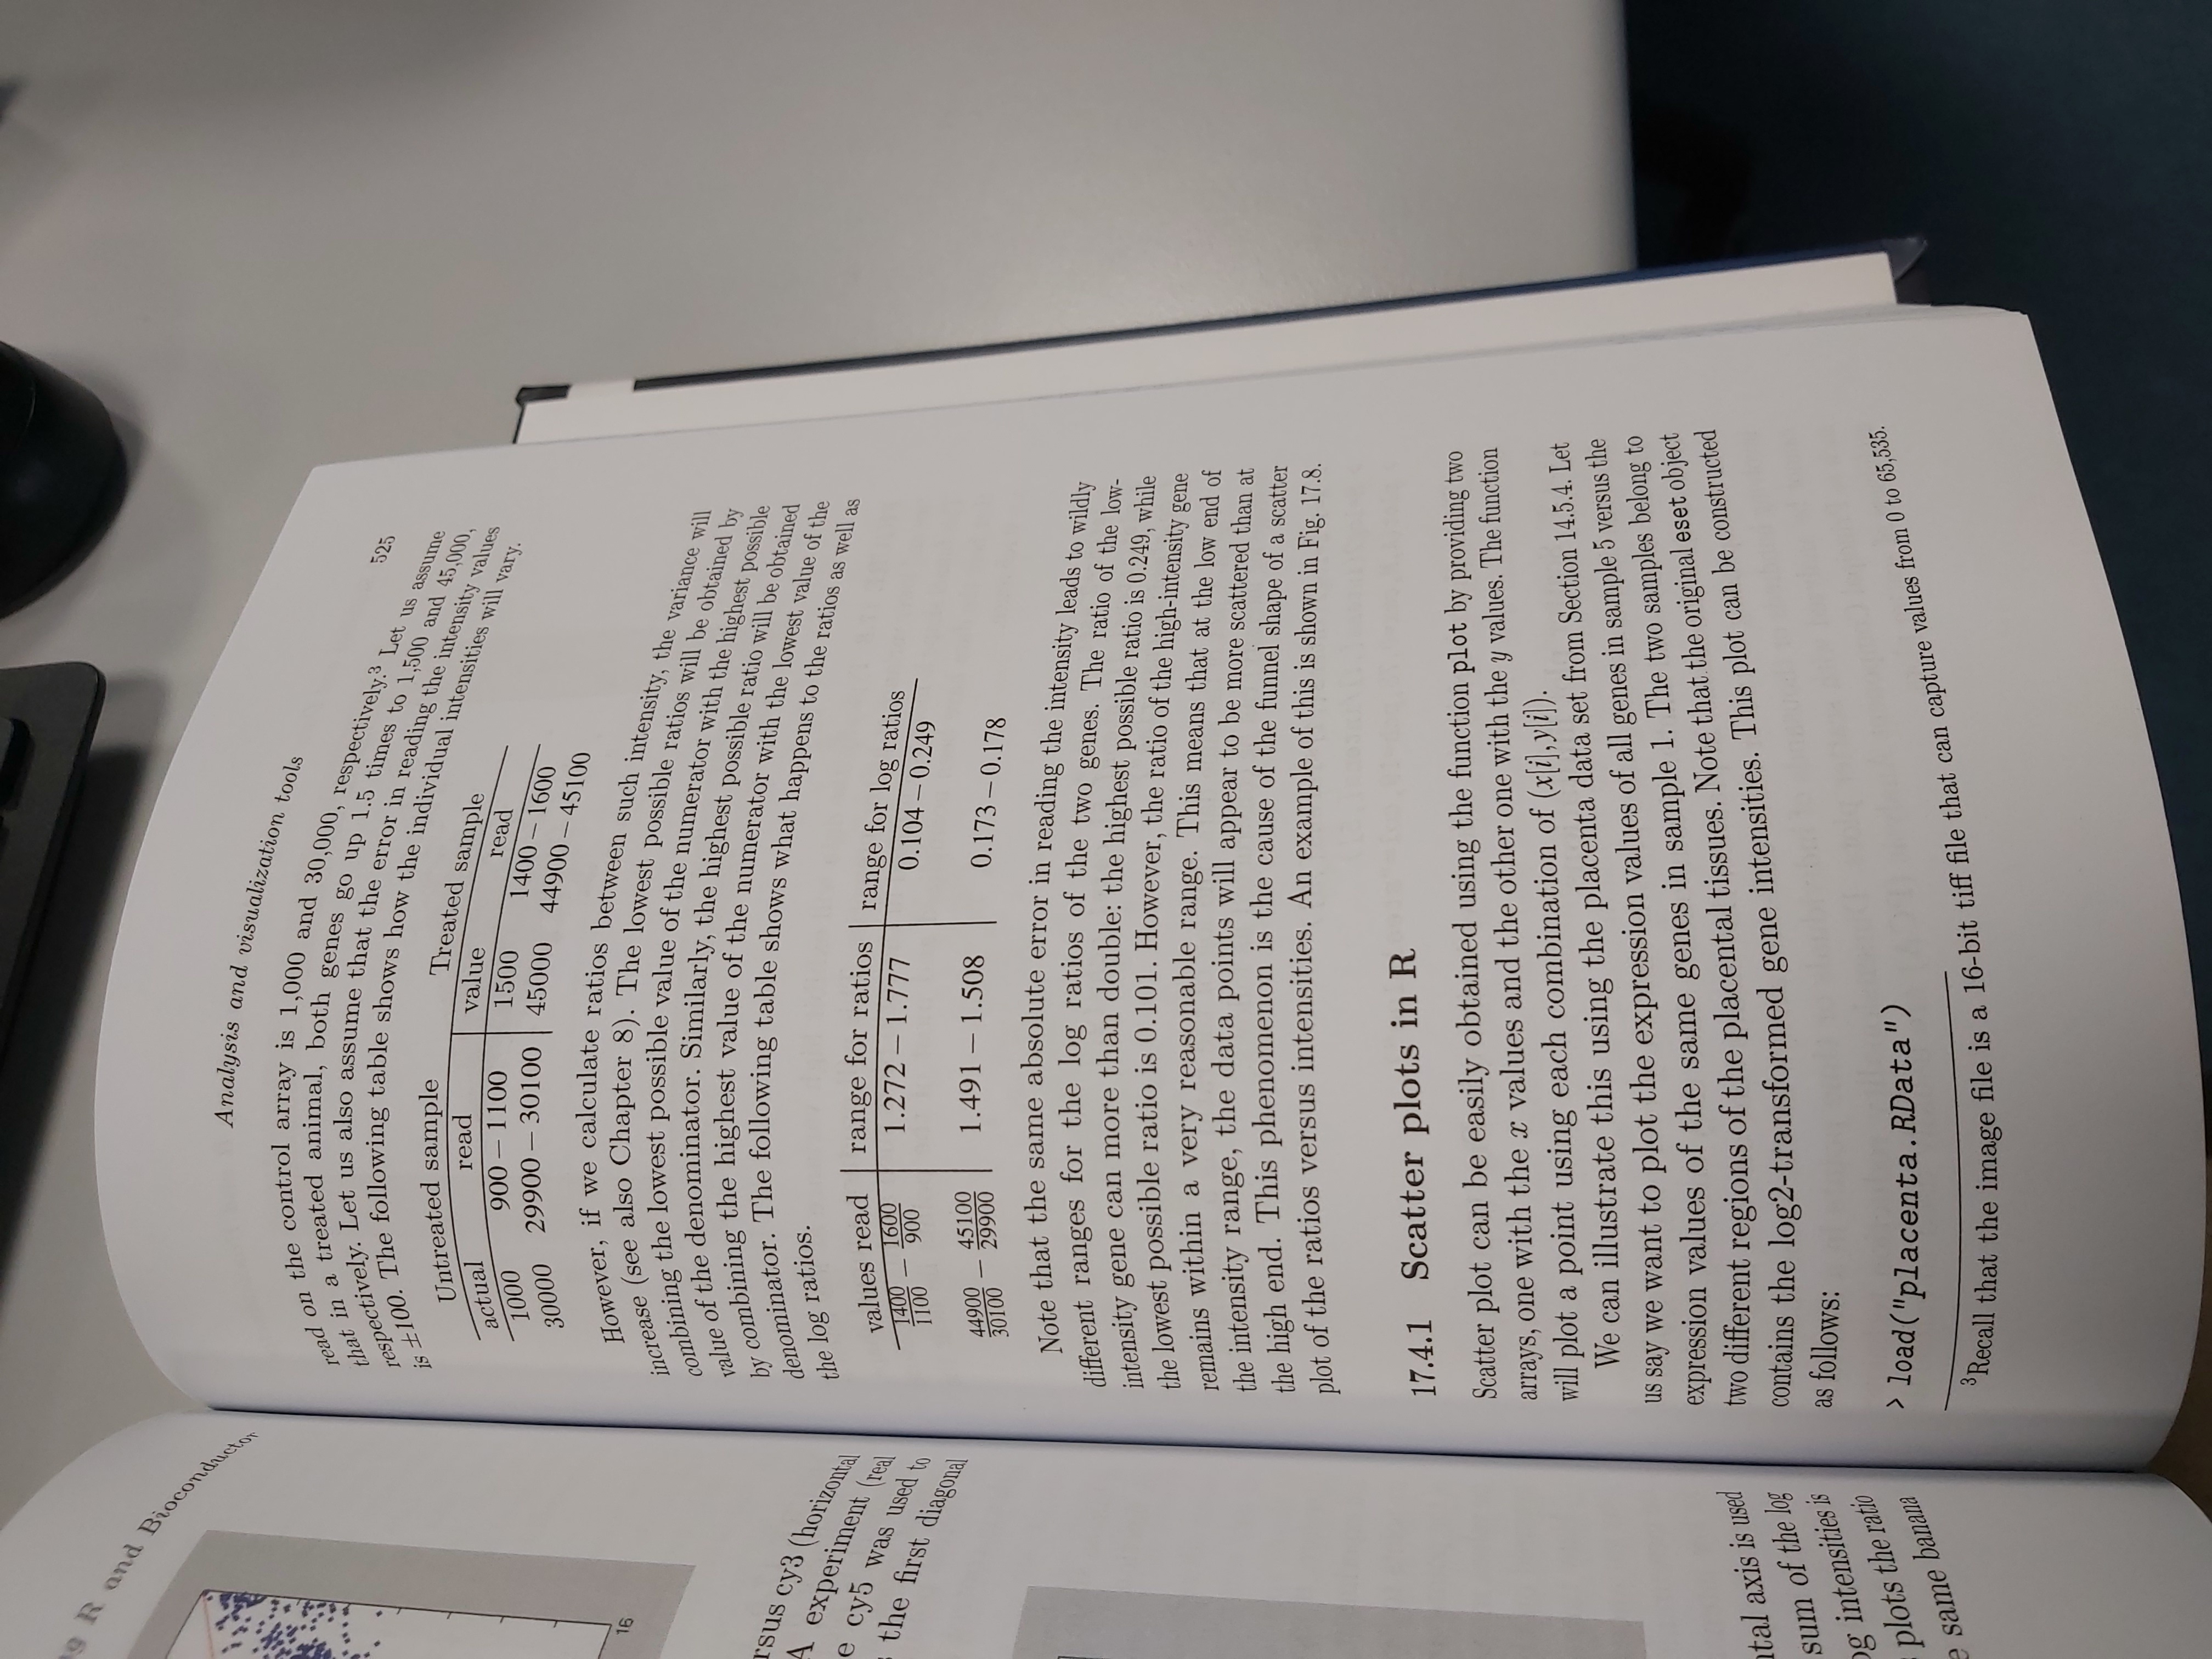 ng R and Bioconductor
16
rsus cy3 (horizontal
A experiment (real
e cy5 was used to
the first diagonal
ntal axis is used
sum of the log
og intensities is
plots the ratio
e same banana
Analysis and visualization tools
525
read on the control array is 1,000 and 30,000, respectively.³ Let us assume
that in a treated animal, both genes go up 1.5 times to 1,500 and 45,000,
respectively. Let us also assume that the error in reading the intensity values
is ±100. The following table shows how the individual intensities will vary.
Untreated sample Treated sample
actual read value read
1000 900 – 1100 1500 1400 – 1600
30000 29900 – 30100 45000 44900 – 45100
However, if we calculate ratios between such intensity, the variance will
increase (see also Chapter 8). The lowest possible ratios will be obtained by
combining the lowest possible value of the numerator with the highest possible
value of the denominator. Similarly, the highest possible ratio will be obtained
by combining the highest value of the numerator with the lowest value of the
denominator. The following table shows what happens to the ratios as well as
the log ratios.
values read range for ratios range for log ratios
1400/1100 – 1600/900 1.272 – 1.777 0.104 – 0.249
44900/30100 – 45100/29900 1.491 – 1.508 0.173 – 0.178
Note that the same absolute error in reading the intensity leads to wildly
different ranges for the log ratios of the two genes. The ratio of the low-
intensity gene can more than double: the highest possible ratio is 0.249, while
the lowest possible ratio is 0.101. However, the ratio of the high-intensity gene
remains within a very reasonable range. This means that at the low end of
the intensity range, the data points will appear to be more scattered than at
the high end. This phenomenon is the cause of the funnel shape of a scatter
plot of the ratios versus intensities. An example of this is shown in Fig. 17.8.
17.4.1 Scatter plots in R
Scatter plot can be easily obtained using the function plot by providing two
arrays, one with the x values and the other one with the y values. The function
will plot a point using each combination of (x[i],y[i]).
We can illustrate this using the placenta data set from Section 14.5.4. Let
us say we want to plot the expression values of all genes in sample 5 versus the
expression values of the same genes in sample 1. The two samples belong to
two different regions of the placental tissues. Note that the original eset object
contains the log2-transformed gene intensities. This plot can be constructed
as follows:
> load("placenta.RData")
³Recall that the image file is a 16-bit tiff file that can capture values from 0 to 65,535.